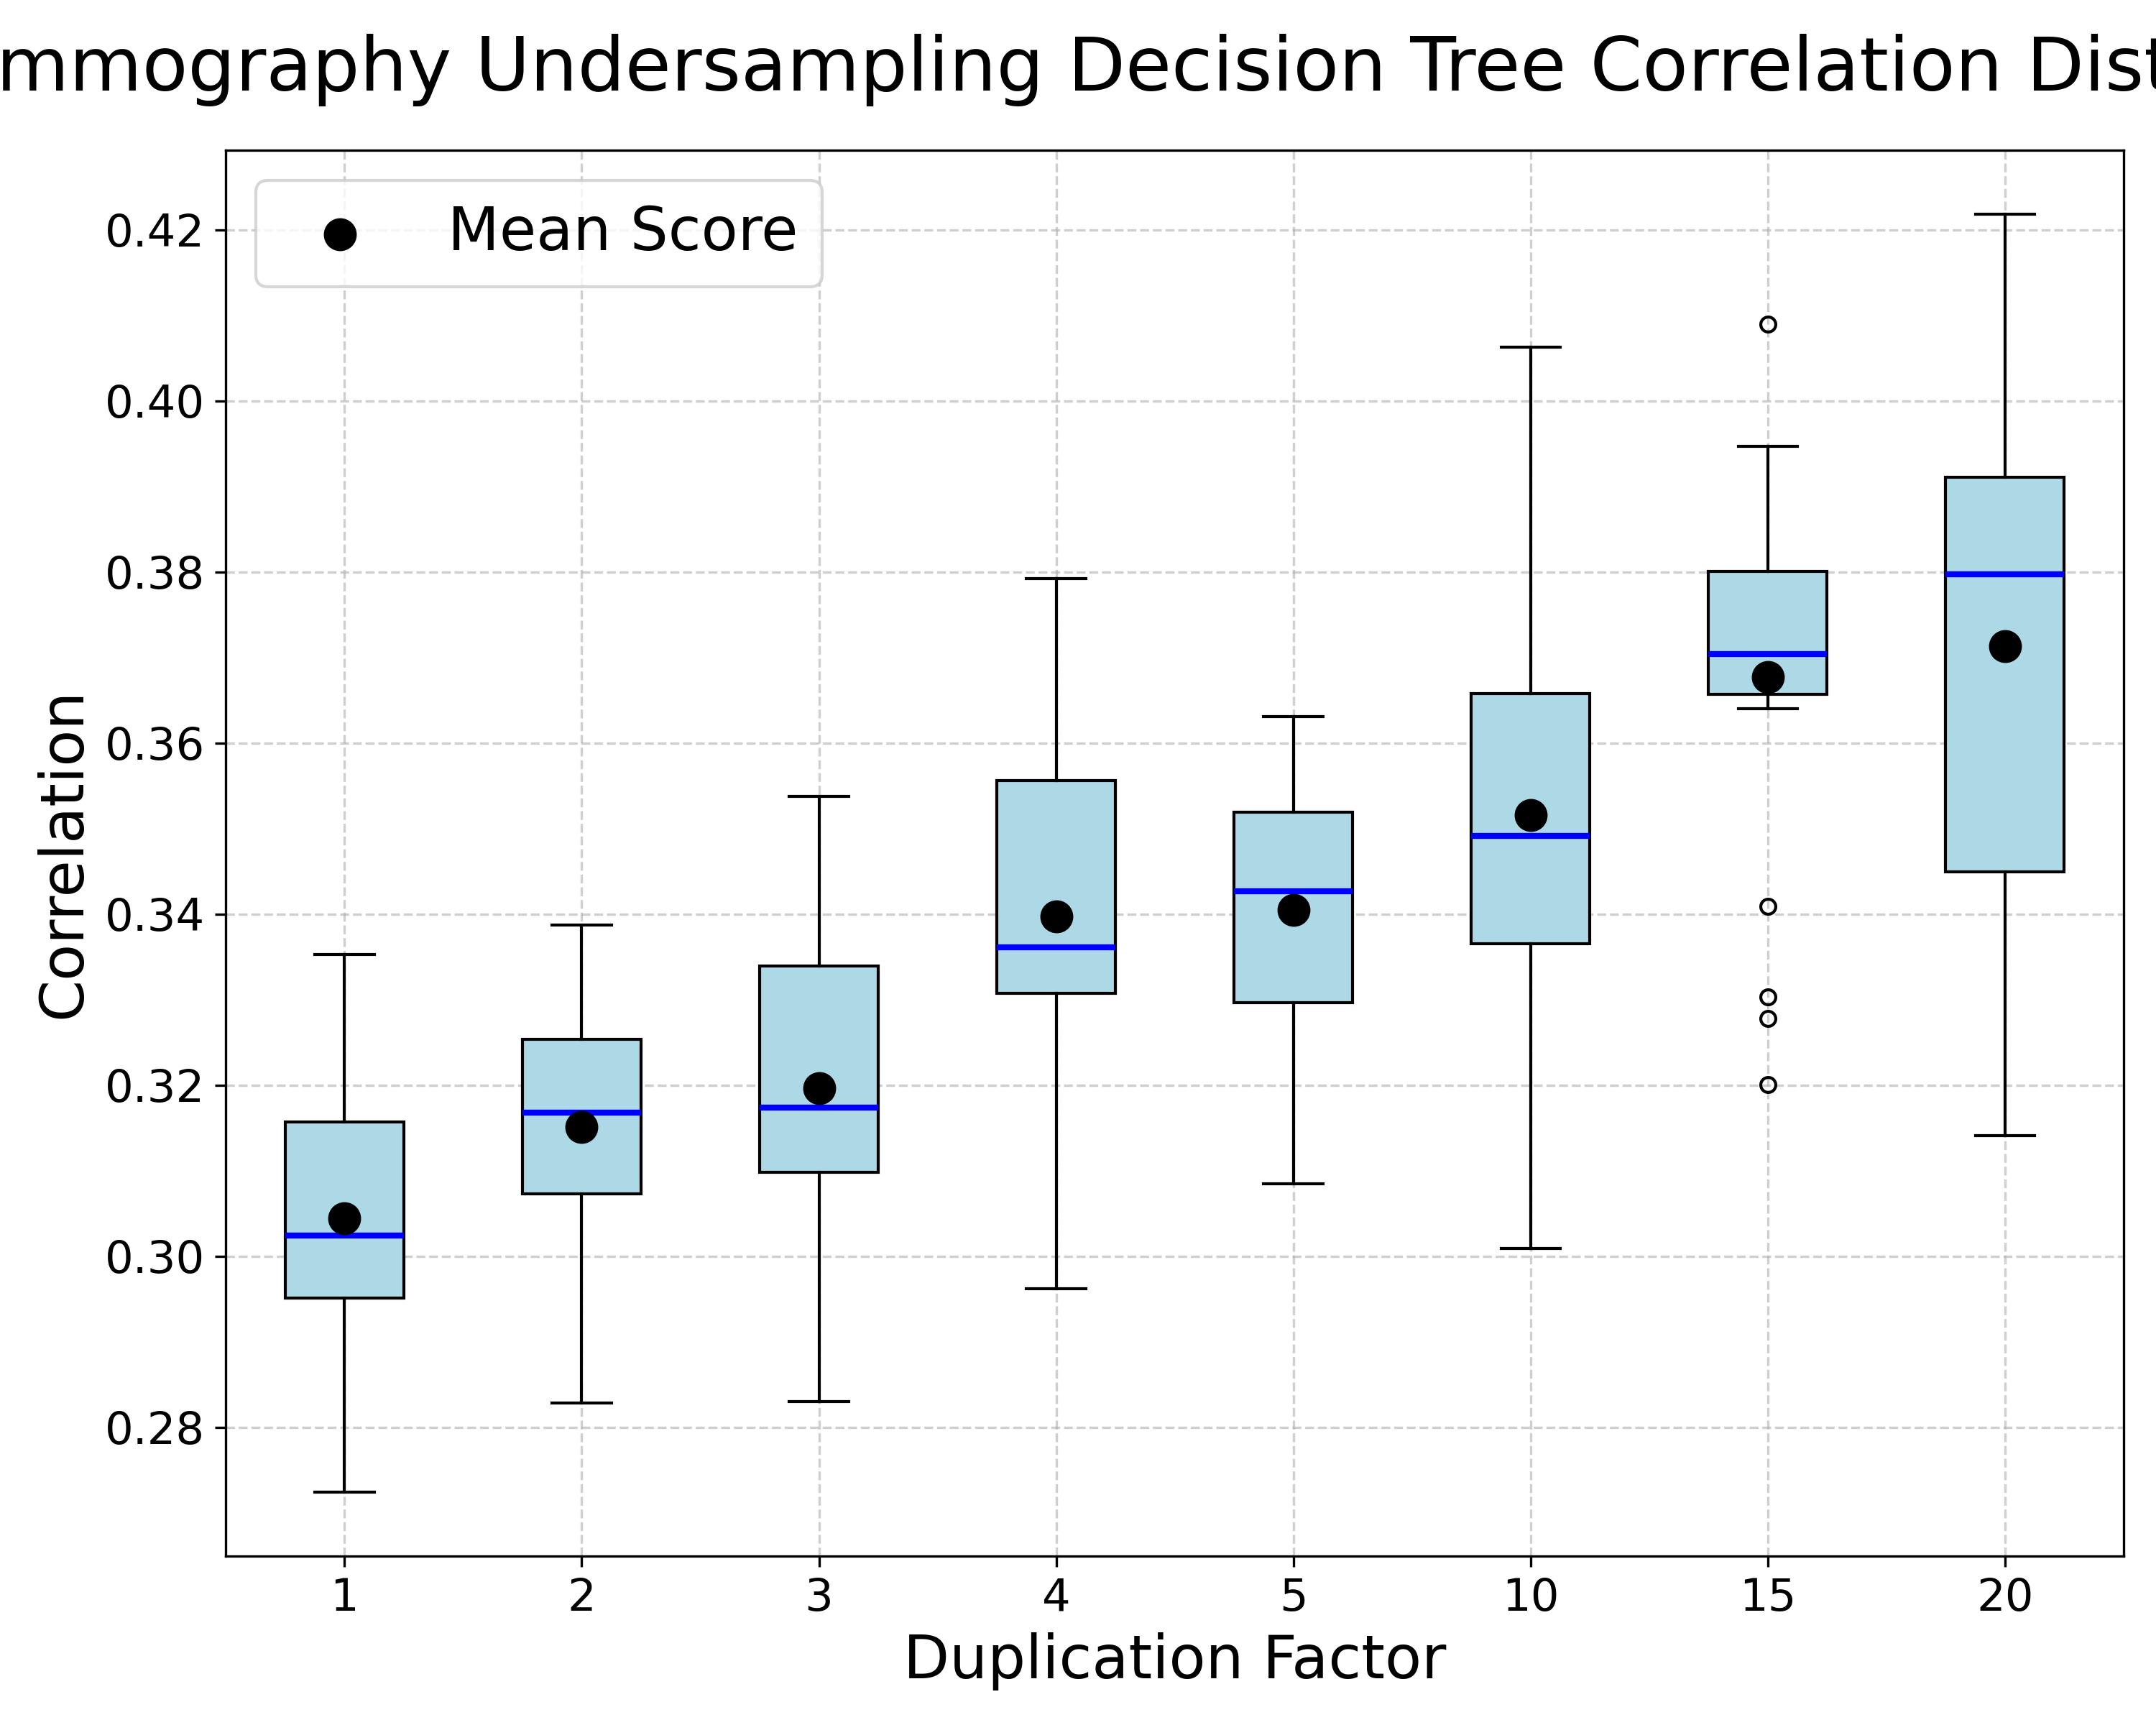 mmography Undersampling Decision Tree Correlation Dist
Mean Score
0.42
0.40
0.38
0.36
0.34
0.32
0.30
0.28
Correlation
1 2 3 4 5 10 15 20
Duplication Factor